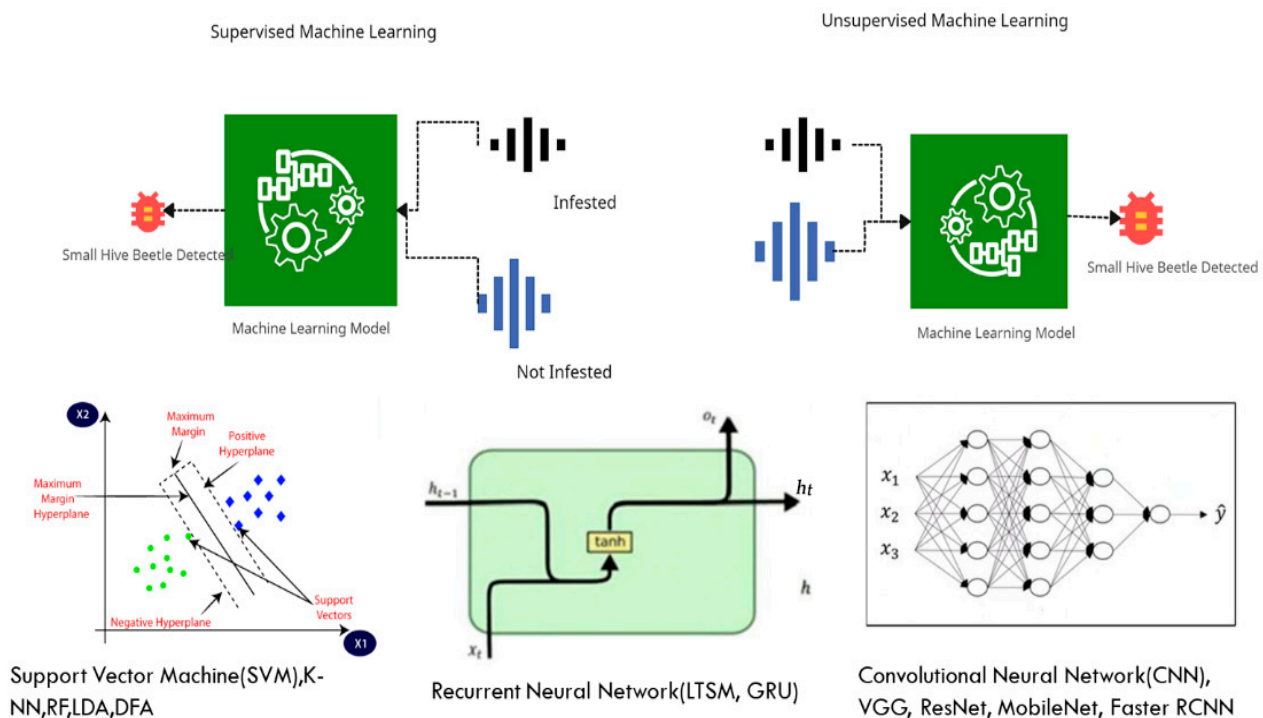 Supervised Machine Learning
Unsupervised Machine Learning
Infested
Small Hive Beetle Detected
Machine Learning Model
Not Infested
Small Hive Beetle Detected
Machine Learning Model
X2
Maximum
Margin
Positive
Hyperplane
Maximum
Margin
Hyperplane
Support
Vectors
Negative Hyperplane
X1
Support Vector Machine(SVM),K-
NN,RF,LDA,DFA
o_t
h_{t-1}
ht
tanh
h
x_t
Recurrent Neural Network(LTSM, GRU)
x₁
x₂
x₃
ŷ
Convolutional Neural Network(CNN),
VGG, ResNet, MobileNet, Faster RCNN